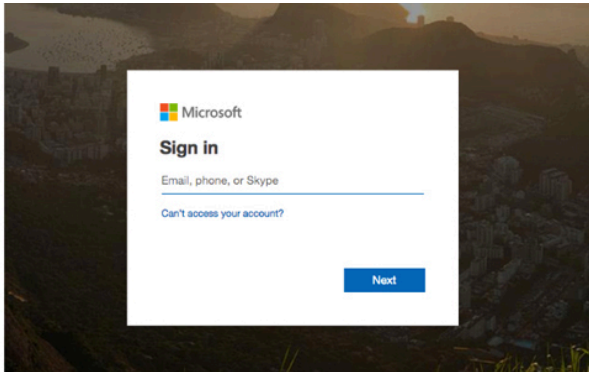 Microsoft
Sign in
Email, phone, or Skype
Can't access your account?
Next